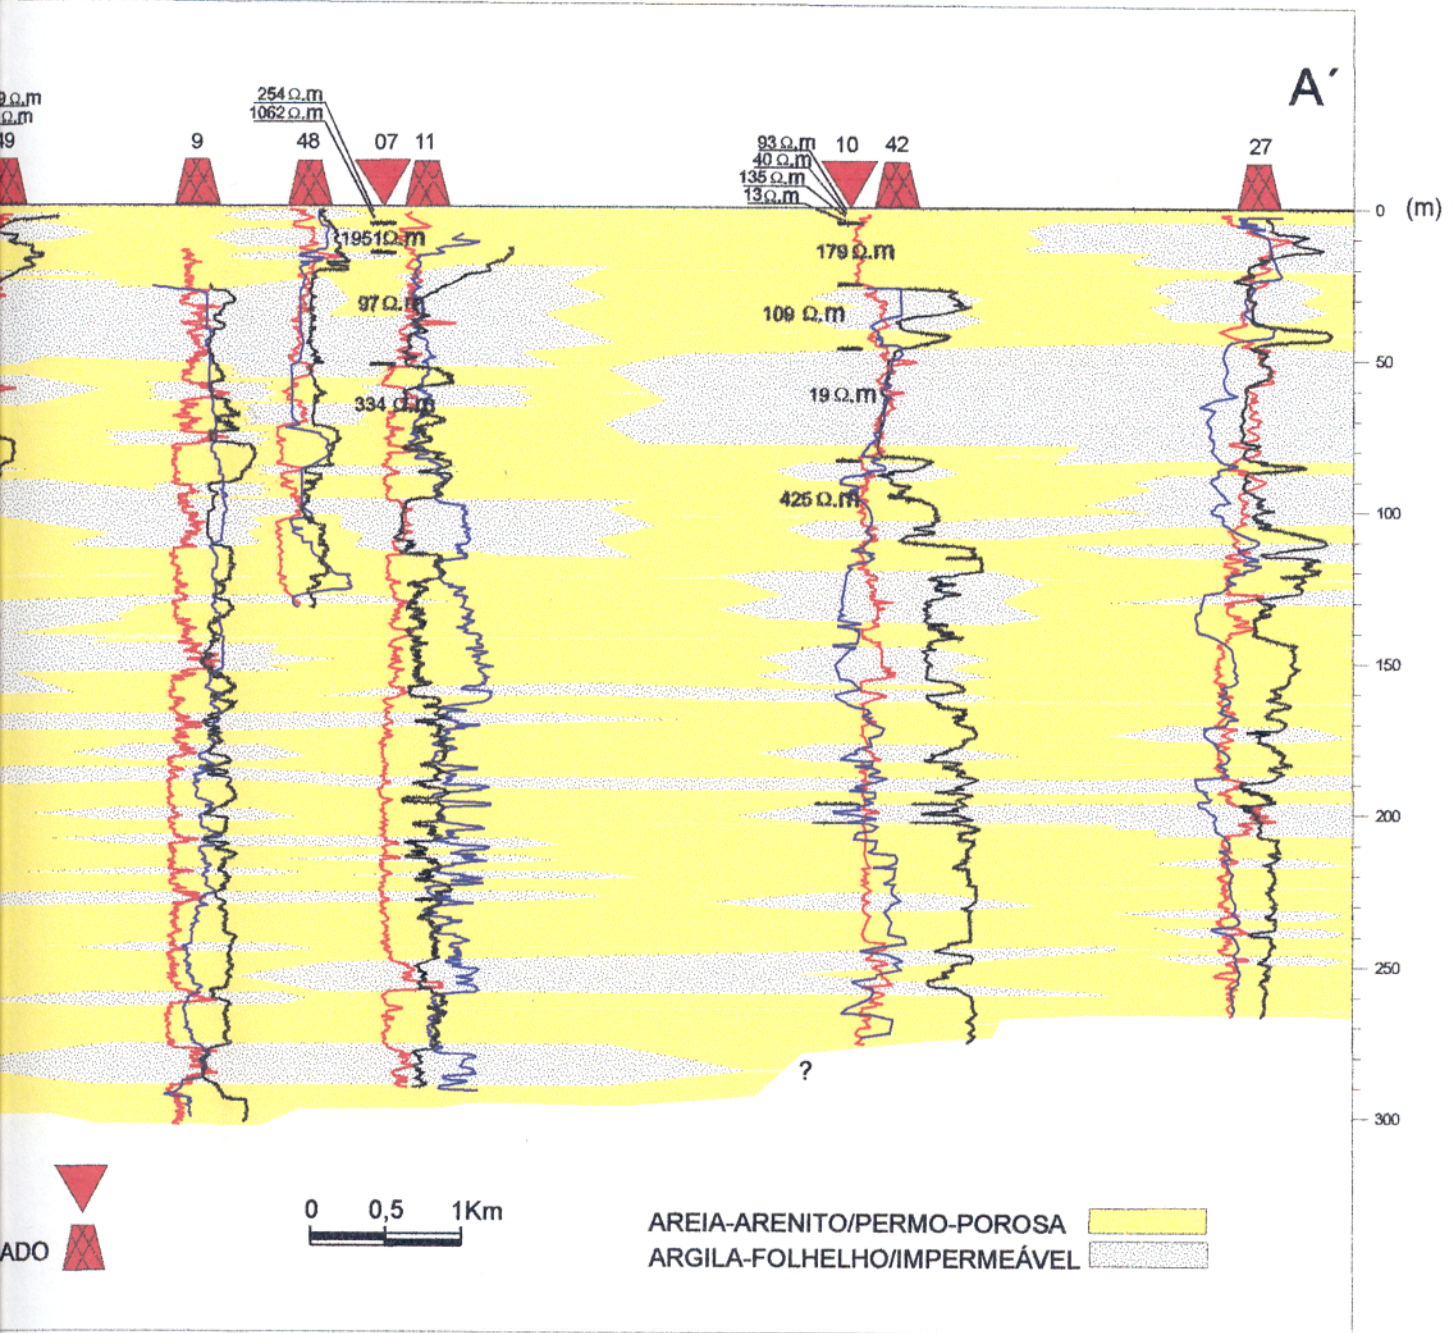 A´
9 Ω.m
Ω.m
49
9
254 Ω.m
1062 Ω.m
48
07
11
93 Ω.m
40 Ω.m
135 Ω.m
13 Ω.m
10
42
27
0 (m)
1951 Ω.m
179 Ω.m
97 Ω.m
109 Ω.m
50
19 Ω.m
334 Ω.m
425 Ω.m
100
150
200
250
?
300
0 0,5 1Km
AREIA-ARENITO/PERMO-POROSA
ADO
ARGILA-FOLHELHO/IMPERMEÁVEL